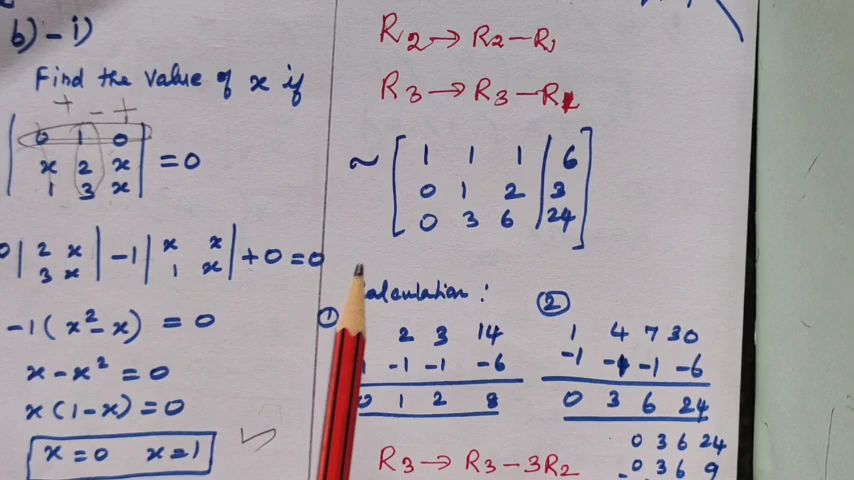 b)-i)
Find the value of x if
+ - +
| 0 1 0 |
| x 2 x | = 0
| 1 3 x |
0 | 2 x | -1 | x x | + 0 = 0
| 3 x | | 1 x |
-1(x² - x) = 0
x - x² = 0
x(1-x) = 0
x=0 x=1
R₂ → R₂ - R₁
R₃ → R₃ - R₁
~ [ 1 1 1 | 6 ]
[ 0 1 2 | 8 ]
[ 0 3 6 | 24 ]
alculation :
①
2 3 14
-1 -1 -6
0 1 2 8
②
1 4 7 30
-1 -1 -1 -6
0 3 6 24
R₃ → R₃ - 3R₂
0 3 6 24
- 0 3 6 9